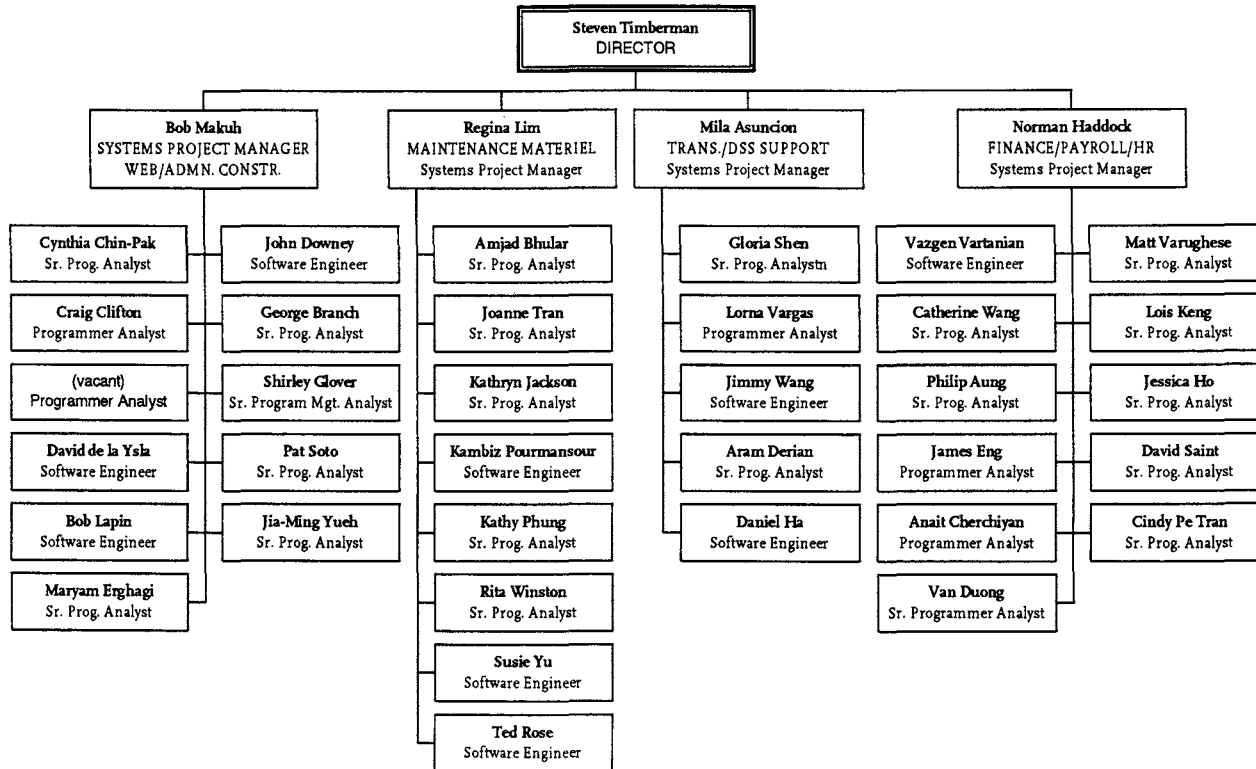 Steven Timberman
DIRECTOR
Bob Makuh
SYSTEMS PROJECT MANAGER
WEB/ADMN. CONSTR.
Regina Lim
MAINTENANCE MATERIEL
Systems Project Manager
Mila Asuncion
TRANS./DSS SUPPORT
Systems Project Manager
Norman Haddock
FINANCE/PAYROLL/HR
Systems Project Manager
Cynthia Chin-Pak
Sr. Prog. Analyst
Craig Clifton
Programmer Analyst
(vacant)
Programmer Analyst
David de la Ysla
Software Engineer
Bob Lapin
Software Engineer
Maryam Erghagi
Sr. Prog. Analyst
John Downey
Software Engineer
George Branch
Sr. Prog. Analyst
Shirley Glover
Sr. Program Mgt. Analyst
Pat Soto
Sr. Prog. Analyst
Jia-Ming Yueh
Sr. Prog. Analyst
Amjad Bhular
Sr. Prog. Analyst
Joanne Tran
Sr. Prog. Analyst
Kathryn Jackson
Sr. Prog. Analyst
Kambiz Pourmansour
Software Engineer
Kathy Phung
Sr. Prog. Analyst
Rita Winston
Sr. Prog. Analyst
Susie Yu
Software Engineer
Ted Rose
Software Engineer
Gloria Shen
Sr. Prog. Analystn
Lorna Vargas
Programmer Analyst
Jimmy Wang
Software Engineer
Aram Derian
Sr. Prog. Analyst
Daniel Ha
Software Engineer
Vazgen Vartanian
Software Engineer
Catherine Wang
Sr. Prog. Analyst
Philip Aung
Sr. Prog. Analyst
James Eng
Programmer Analyst
Anait Cherchiyan
Programmer Analyst
Van Duong
Sr. Programmer Analyst
Matt Varughese
Sr. Prog. Analyst
Lois Keng
Sr. Prog. Analyst
Jessica Ho
Sr. Prog. Analyst
David Saint
Sr. Prog. Analyst
Cindy Pe Tran
Sr. Prog. Analyst